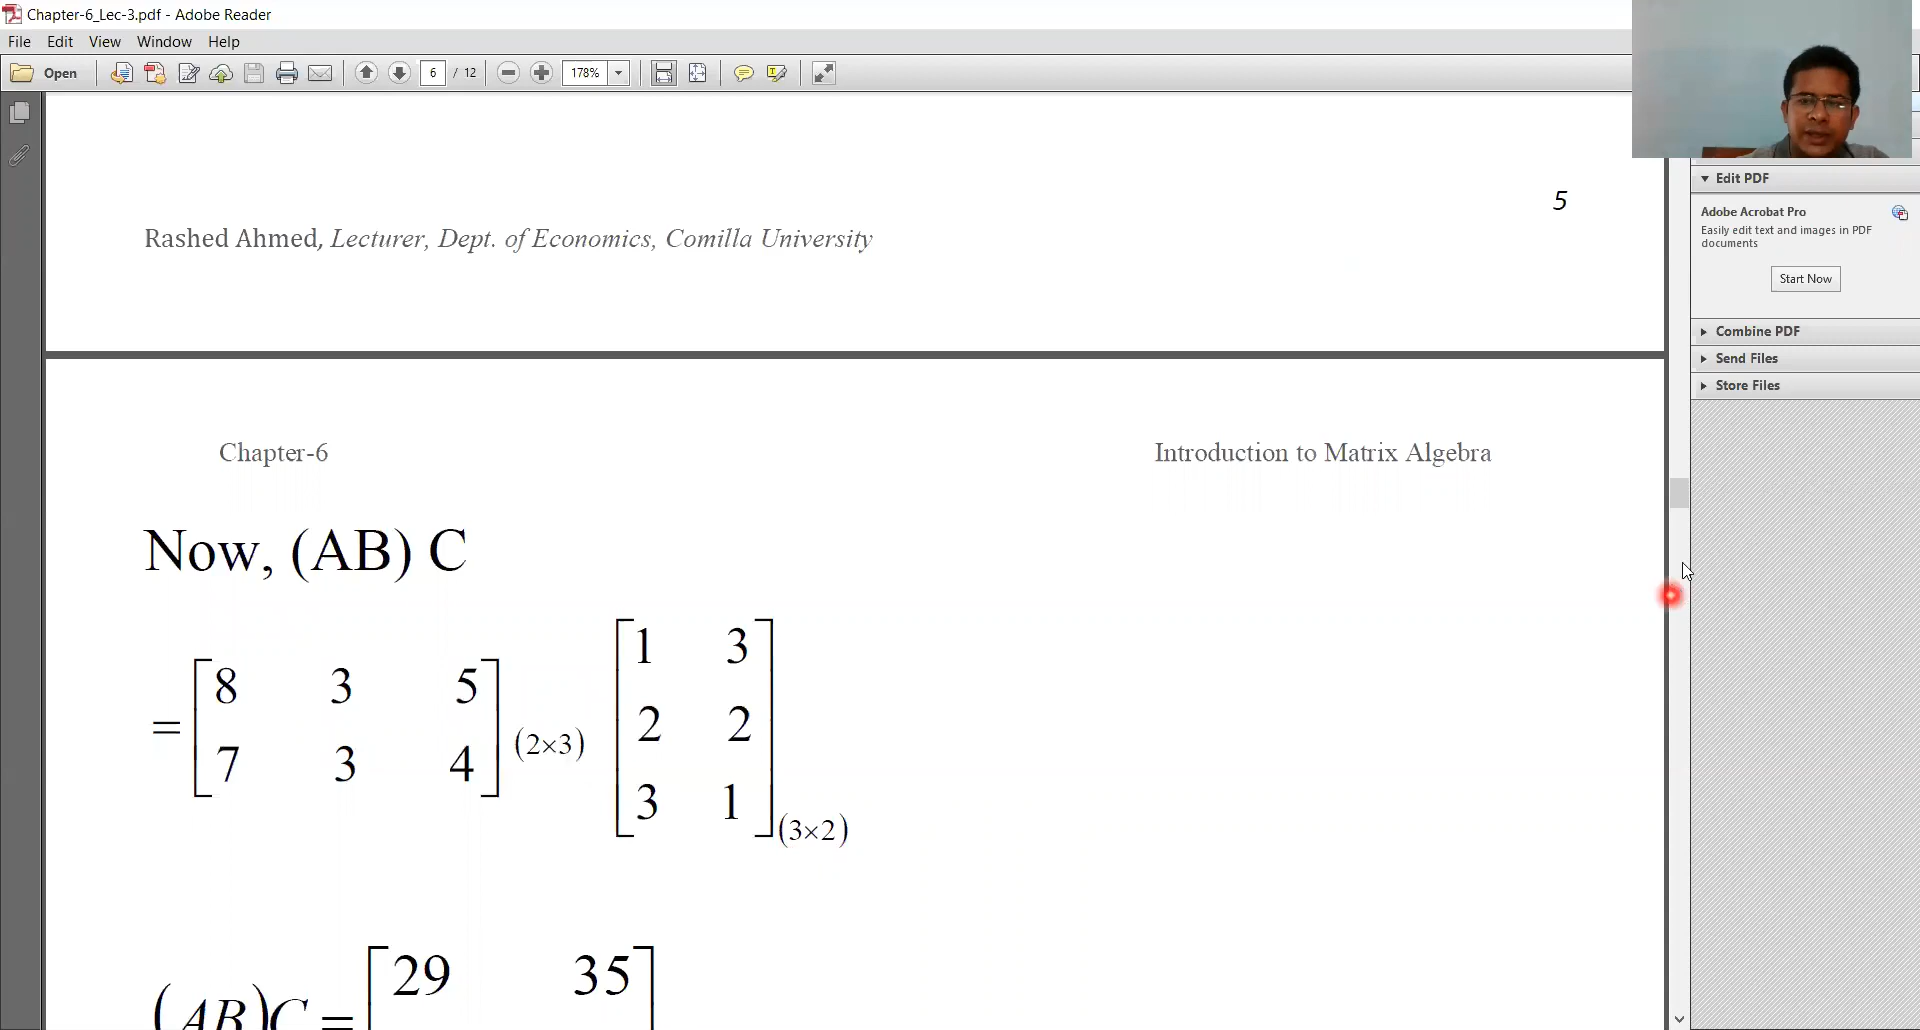 Chapter-6_Lec-3.pdf - Adobe Reader
File Edit View Window Help
Open 6 / 12 178%
5
Rashed Ahmed, Lecturer, Dept. of Economics, Comilla University
Chapter-6 Introduction to Matrix Algebra
Now, (AB) C
= [8 3 5
7 3 4] (2×3) [1 3
2 2
3 1] (3×2)
(AB)C = [29 35]
Edit PDF
Adobe Acrobat Pro
Easily edit text and images in PDF
documents
Start Now
Combine PDF
Send Files
Store Files